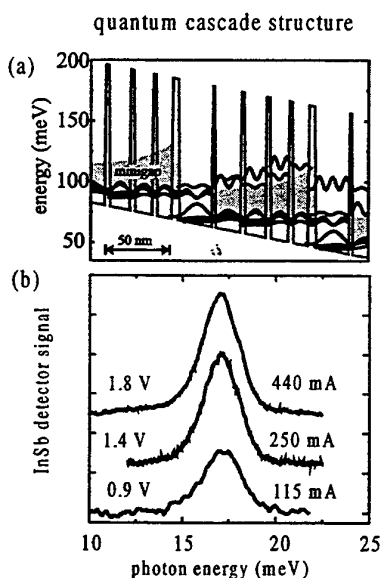 quantum cascade structure
(a)
200
150
100
50
energy (meV)
minigap
50 nm
(b)
InSb detector signal
1.8 V
440 mA
1.4 V
250 mA
0.9 V
115 mA
10
15
20
25
photon energy (meV)